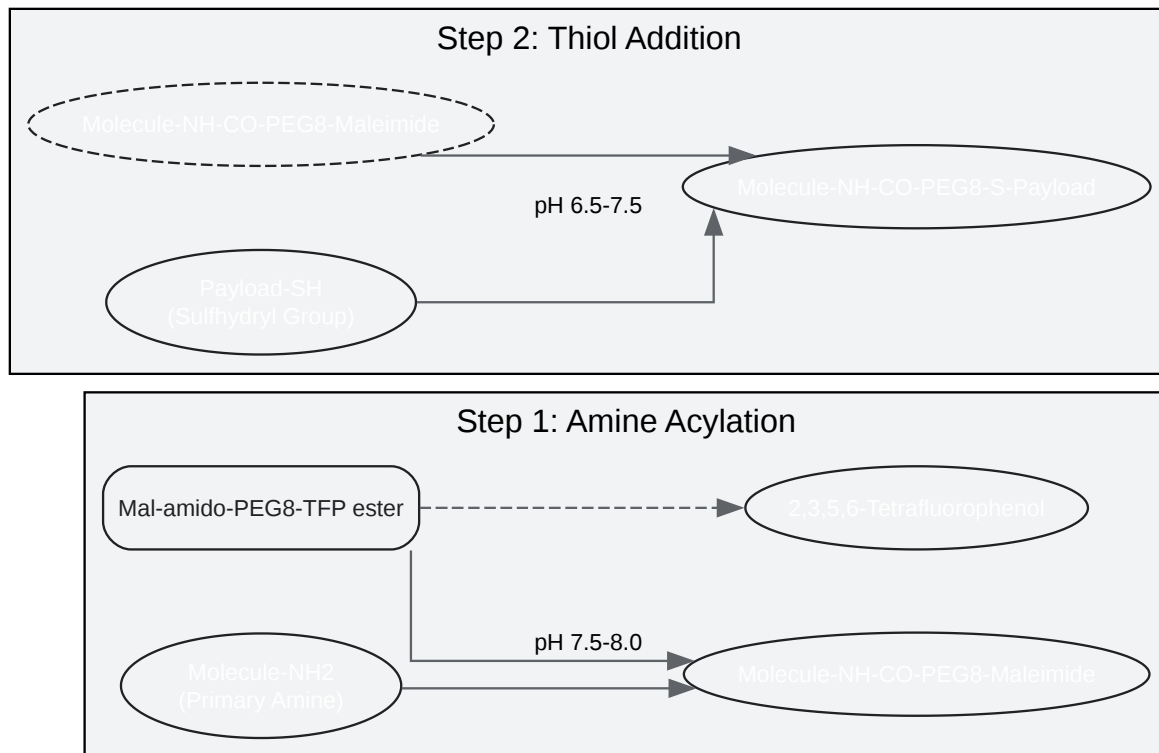 Step 2: Thiol Addition
Molecule-NH-CO-PEG8-Maleimide
Molecule-NH-CO-PEG8-S-Payload
pH 6.5-7.5
Payload-SH
(Sulfhydryl Group)
Step 1: Amine Acylation
Mal-amido-PEG8-TFP ester
2,3,5,6-Tetrafluorophenol
pH 7.5-8.0
Molecule-NH2
(Primary Amine)
Molecule-NH-CO-PEG8-Maleimide